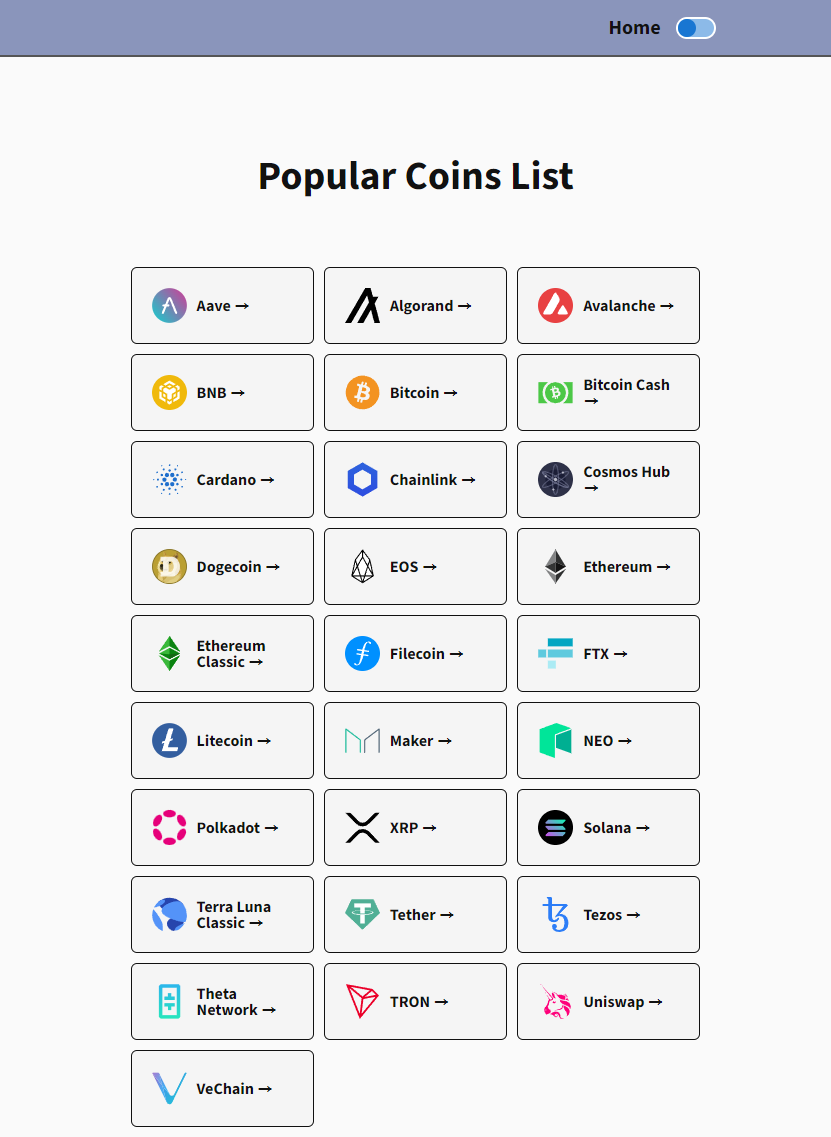 Home
Popular Coins List
Aave →
Algorand →
Avalanche →
BNB →
Bitcoin →
Bitcoin Cash
→
Cardano →
Chainlink →
Cosmos Hub
→
Dogecoin →
EOS →
Ethereum →
Ethereum
Classic →
Filecoin →
FTX →
Litecoin →
Maker →
NEO →
Polkadot →
XRP →
Solana →
Terra Luna
Classic →
Tether →
Tezos →
Theta
Network →
TRON →
Uniswap →
VeChain →